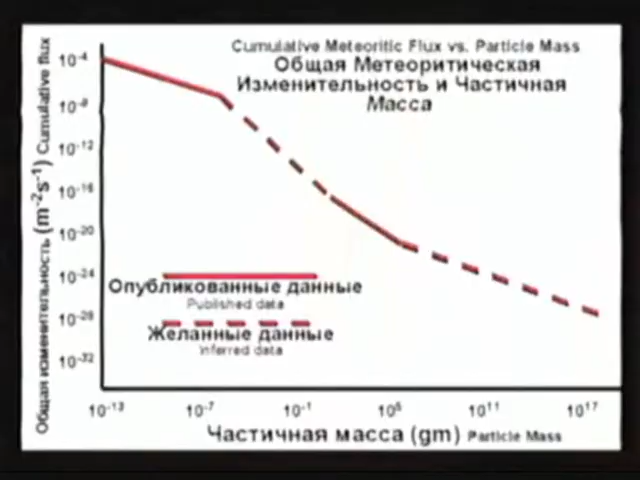 Cumulative Meteoritic Flux vs. Particle Mass
Общая Метеоритическая
Изменительность и Частичная
Масса
Общая изменительность (m⁻²s⁻¹) Cumulative flux
10⁻⁴
10⁻⁸
10⁻¹²
10⁻¹⁶
10⁻²⁰
10⁻²⁴
10⁻²⁸
10⁻³²
Опубликованные данные
Published data
Желанные данные
Inferred data
10⁻¹³ 10⁻⁷ 10⁻¹ 10⁶ 10¹¹ 10¹⁷
Частичная масса (gm) Particle Mass